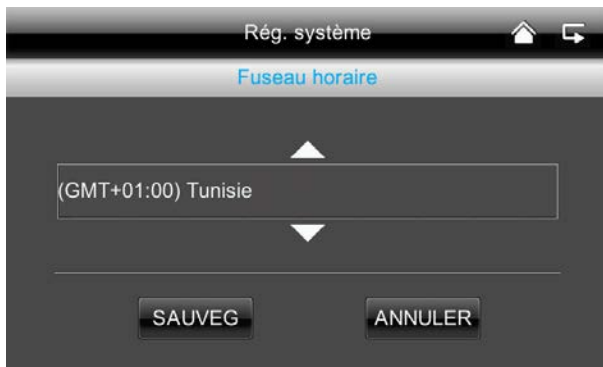 Rég. système
Fuseau horaire
(GMT+01:00) Tunisie
SAUVEG ANNULER